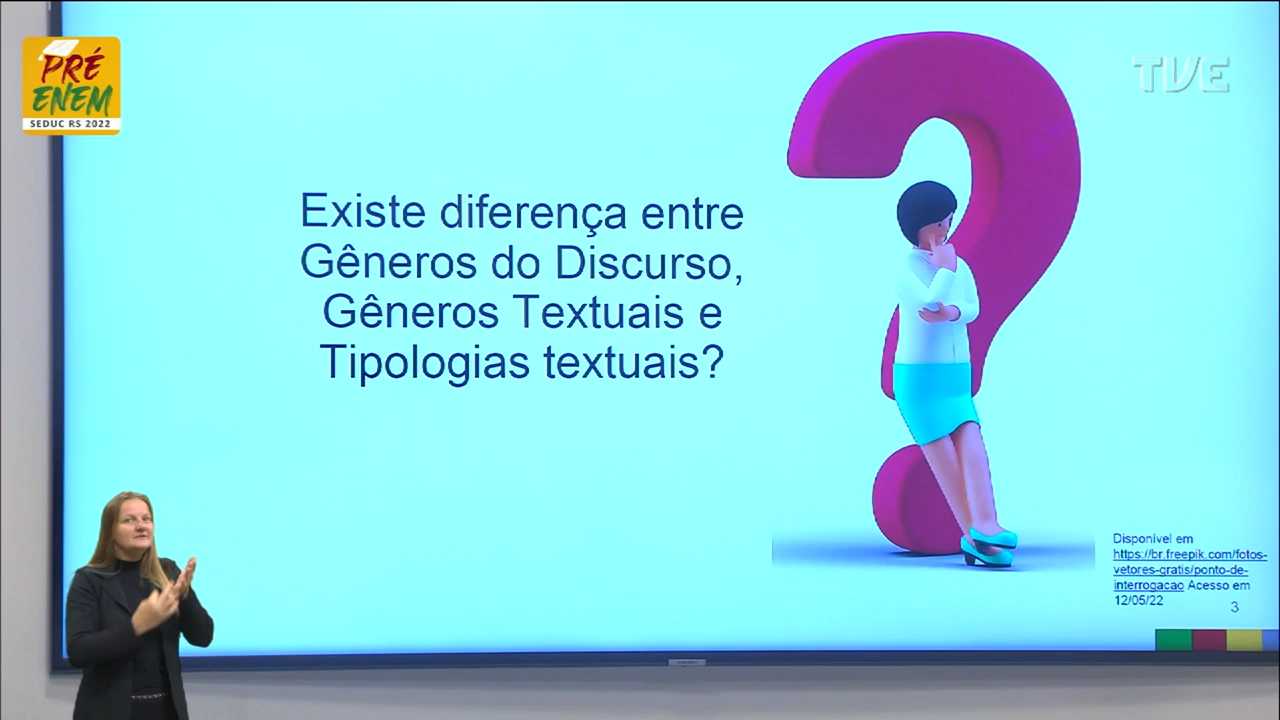 PRÉ
ENEM
SEDUC RS 2022
TVE
Existe diferença entre
Gêneros do Discurso,
Gêneros Textuais e
Tipologias textuais?
Disponível em
https://br.freepik.com/fotos-
vetores-gratis/ponto-de-
interrogacao Acesso em
12/05/22
3